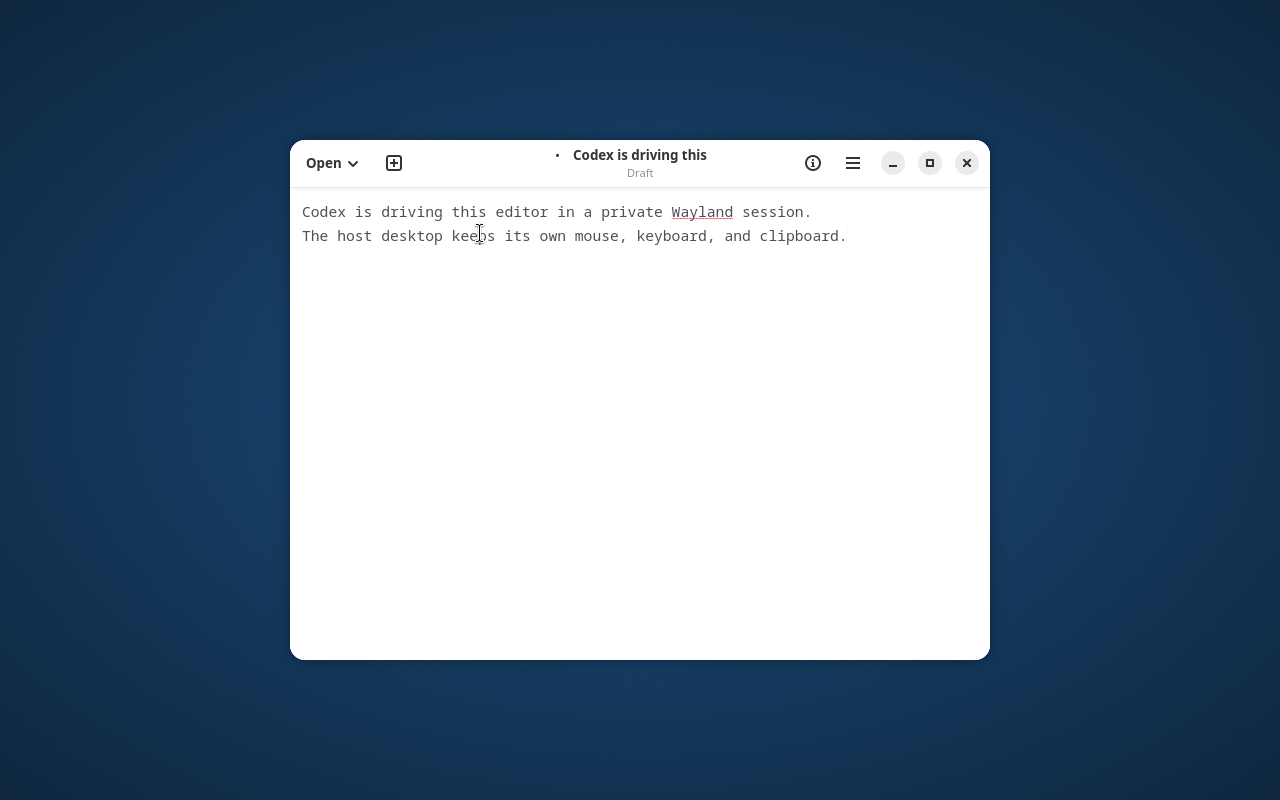 Open
• Codex is driving this
Draft
Codex is driving this editor in a private Wayland session.
The host desktop keeps its own mouse, keyboard, and clipboard.